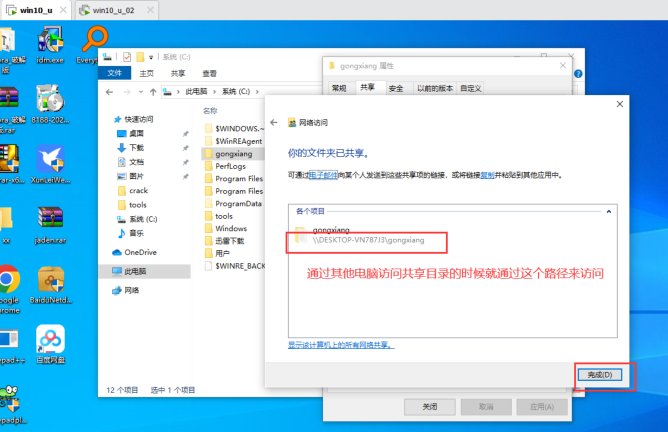 win10_u
win10_u_02
idm.exe
8188-202...
XunLeiWe...
jaden.rar
BaiduNetd...
百度网盘
xx
系统 (C:)
文件
主页
共享
查看
此电脑
系统 (C:)
快速访问
桌面
下载
文档
图片
crack
tools
系统 (C:)
音乐
OneDrive
此电脑
网络
名称
$WINDOWS.~
$WinREAgent
gongxiang
PerfLogs
Program Files
Program Files
ProgramData
tools
Windows
迅雷下载
用户
$WINRE_BACK
12 个项目
选中 1 个项目
gongxiang 属性
常规
共享
安全
以前的版本
自定义
网络访问
你的文件夹已共享。
可通过电子邮件向某个人发送到这些共享项的链接，或将链接复制并粘贴到其他应用中。
各个项目
gongxiang
\\DESKTOP-VN787J3\gongxiang
通过其他电脑访问共享目录的时候就通过这个路径来访问
显示该计算机上的所有网络共享。
完成(D)
关闭
取消
应用(A)